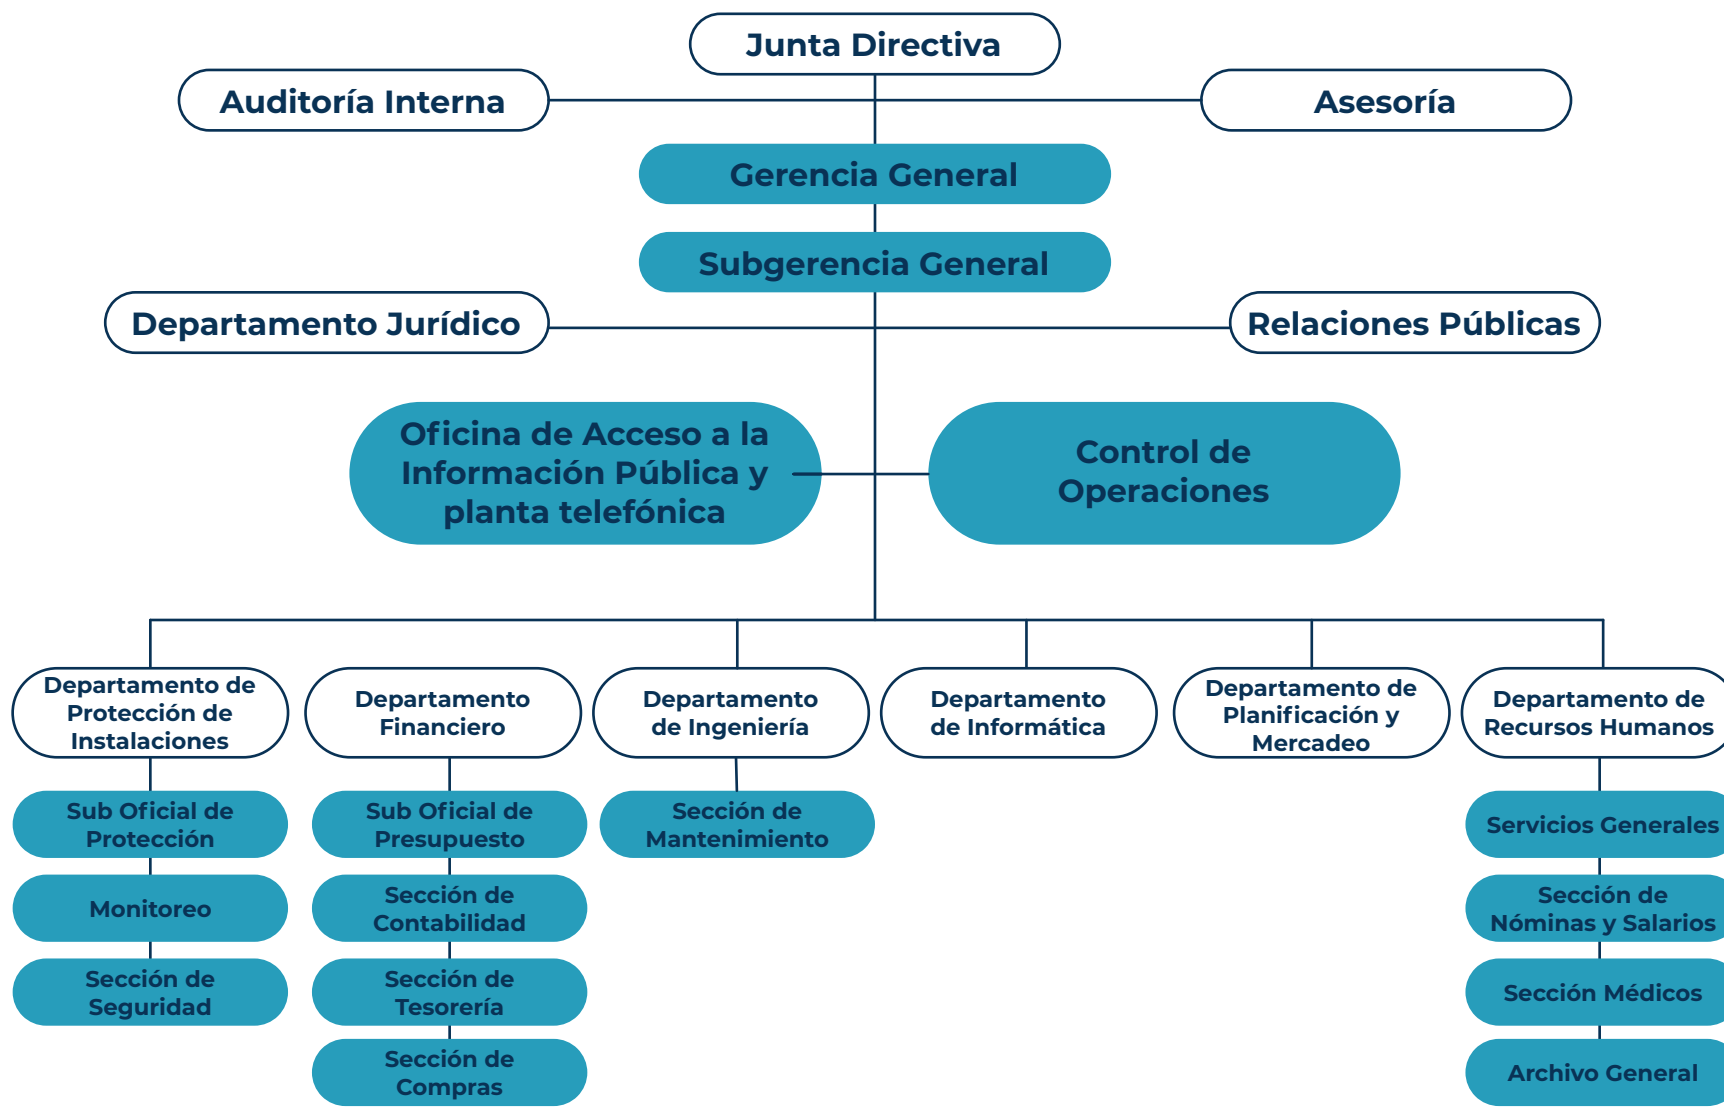 Junta Directiva
Auditoría Interna
Asesoría
Gerencia General
Subgerencia General
Departamento Jurídico
Relaciones Públicas
Oficina de Acceso a la
Información Pública y
planta telefónica
Control de
Operaciones
Departamento de
Protección de
Instalaciones
Departamento
Financiero
Departamento
de Ingeniería
Departamento
de Informática
Departamento de
Planificación y
Mercadeo
Departamento de
Recursos Humanos
Sub Oficial de
Protección
Monitoreo
Sección de
Seguridad
Sub Oficial de
Presupuesto
Sección de
Contabilidad
Sección de
Tesorería
Sección de
Compras
Sección de
Mantenimiento
Servicios Generales
Sección de
Nóminas y Salarios
Sección Médicos
Archivo General